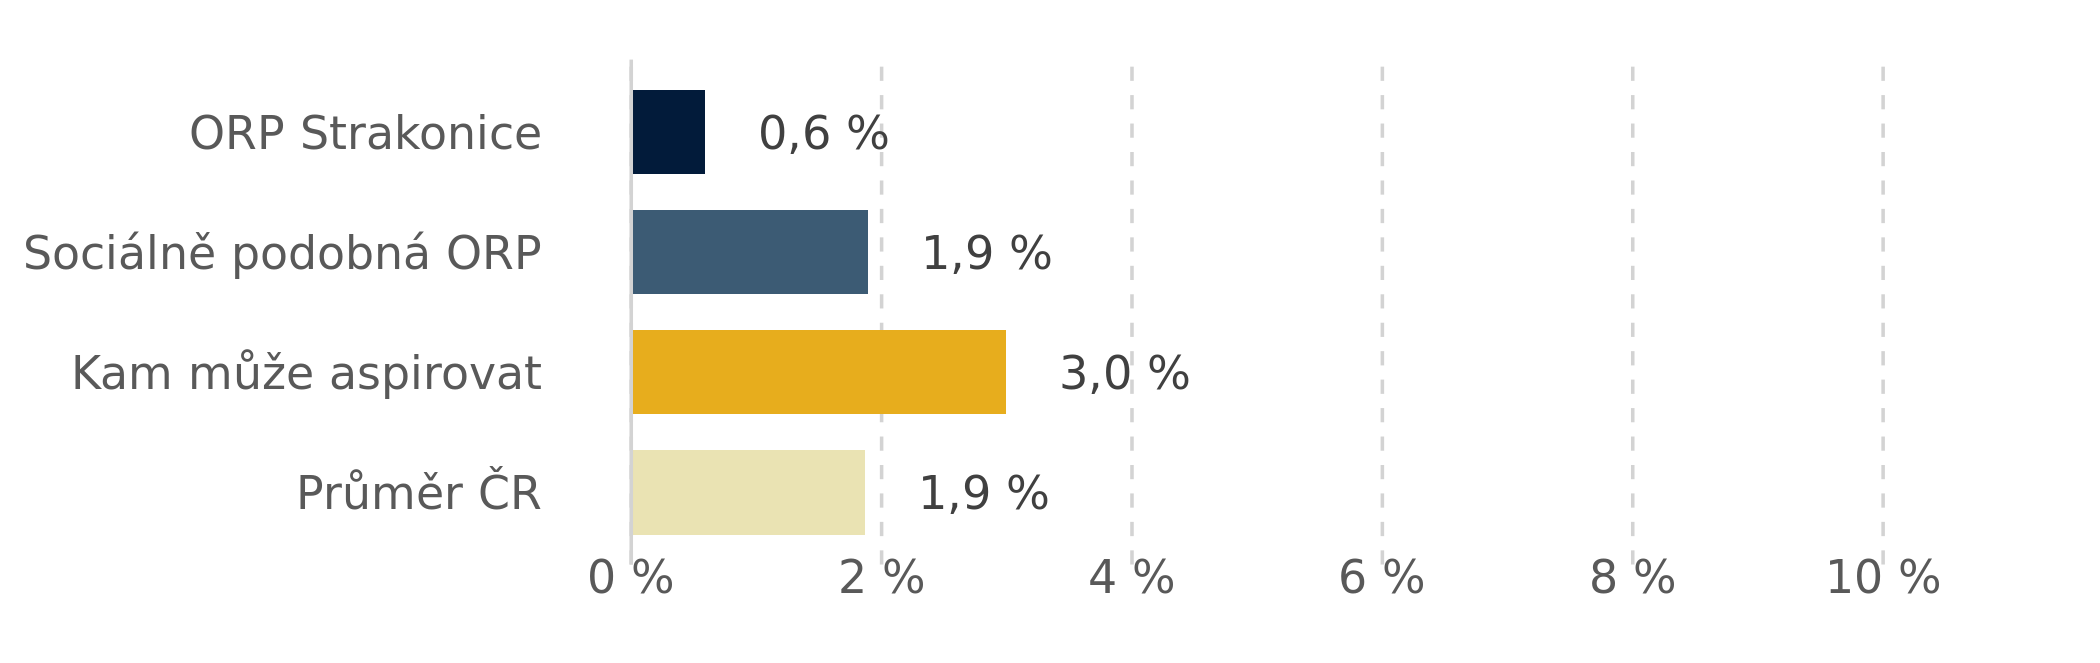 ORP Strakonice 0,6 %
Sociálně podobná ORP 1,9 %
Kam může aspirovat 3,0 %
Průměr ČR 1,9 %
0 % 2 % 4 % 6 % 8 % 10 %